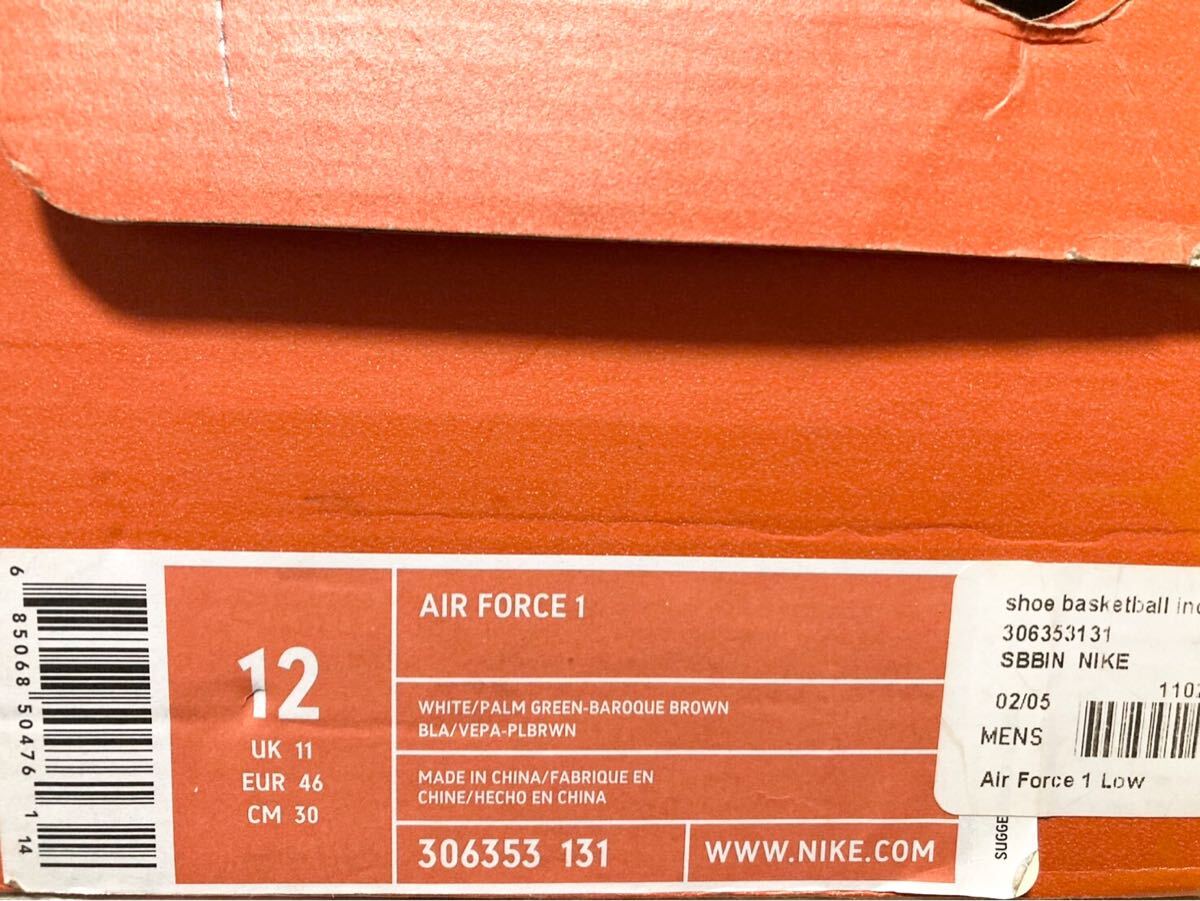 6 85068 50476 1 14
12
UK 11
EUR 46
CM 30
AIR FORCE 1
WHITE/PALM GREEN-BAROQUE BROWN
BLA/VEPA-PLBRWN
MADE IN CHINA/FABRIQUE EN
CHINE/HECHO EN CHINA
306353 131
WWW.NIKE.COM
shoe basketball
306353131
SBBIN NIKE
02/05
MENS
Air Force 1 Low